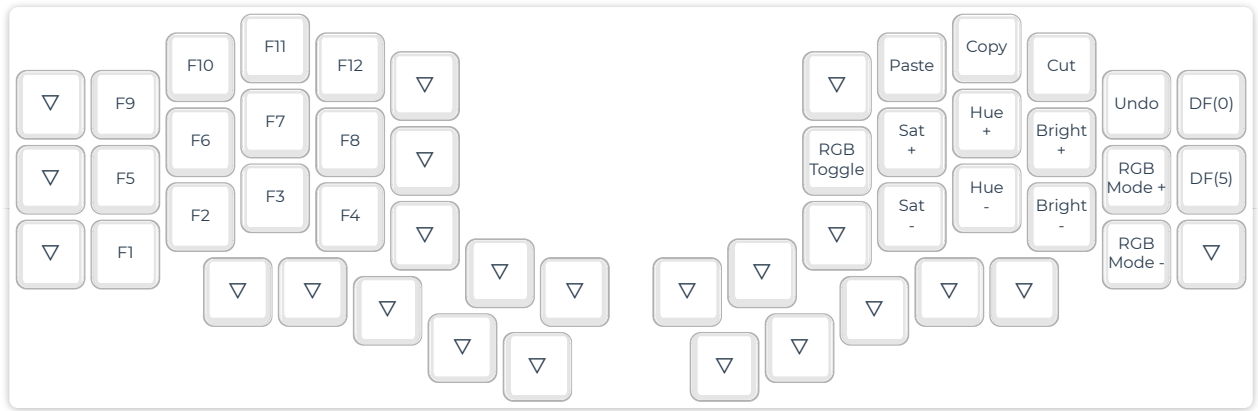 F9
F10
F11
F12
Paste
Copy
Cut
Undo
DF(0)
F5
F6
F7
F8
RGB
Toggle
Sat
+
Hue
+
Bright
+
RGB
Mode +
DF(5)
F1
F2
F3
F4
Sat
-
Hue
-
Bright
-
RGB
Mode -